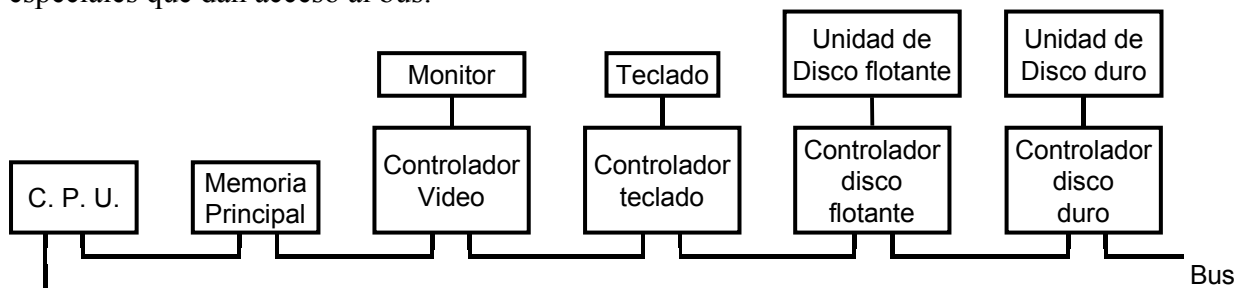 especiales que dan acceso al bus.
Monitor
Teclado
Unidad de
Disco flotante
Unidad de
Disco duro
C. P. U.
Memoria
Principal
Controlador
Video
Controlador
teclado
Controlador
disco
flotante
Controlador
disco
duro
Bus